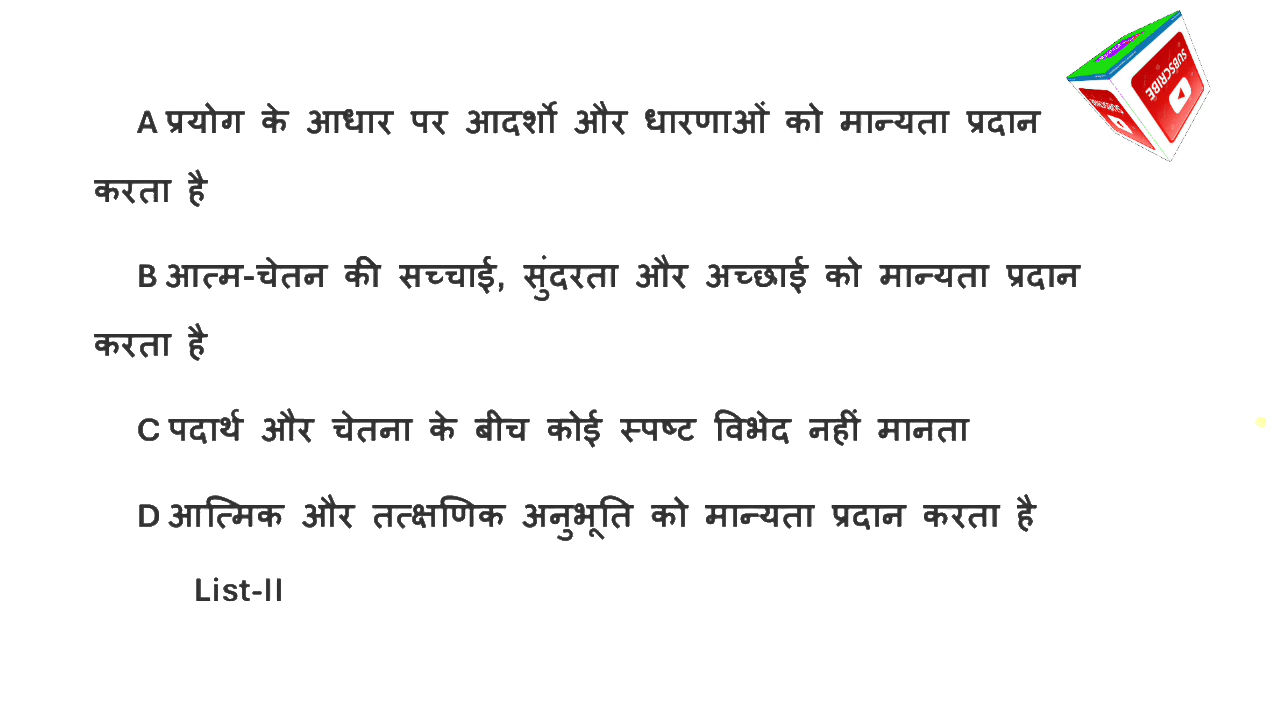 A प्रयोग के आधार पर आदर्शो और धारणाओं को मान्यता प्रदान
करता है
B आत्म-चेतन की सच्चाई, सुंदरता और अच्छाई को मान्यता प्रदान
करता है
C पदार्थ और चेतना के बीच कोई स्पष्ट विभेद नहीं मानता
D आत्मिक और तत्क्षणिक अनुभूति को मान्यता प्रदान करता है
List-II
SUBSCRIBE